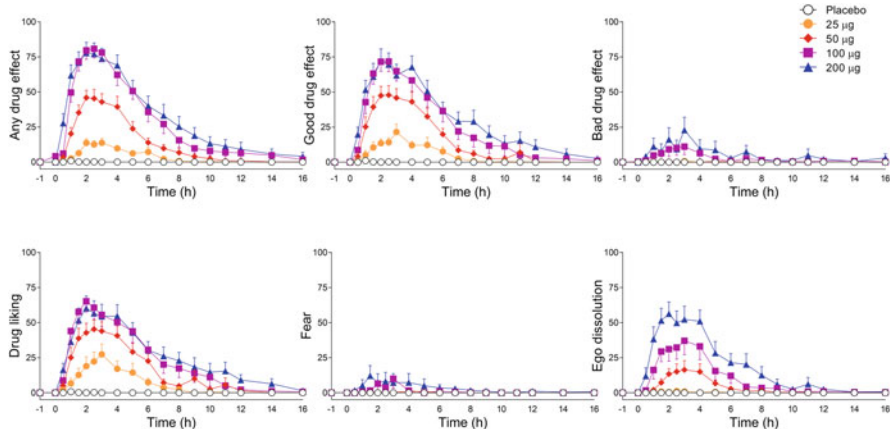 Placebo
25 µg
50 µg
100 µg
200 µg
Any drug effect
100
75
50
25
0
-1 0 2 4 6 8 10 12 14 16
Time (h)
Good drug effect
100
75
50
25
0
-1 0 2 4 6 8 10 12 14 16
Time (h)
Bad drug effect
100
75
50
25
0
-1 0 2 4 6 8 10 12 14 16
Time (h)
Drug liking
100
75
50
25
0
-1 0 2 4 6 8 10 12 14 16
Time (h)
Fear
100
75
50
25
0
-1 0 2 4 6 8 10 12 14 16
Time (h)
Ego dissolution
100
75
50
25
0
-1 0 2 4 6 8 10 12 14 16
Time (h)